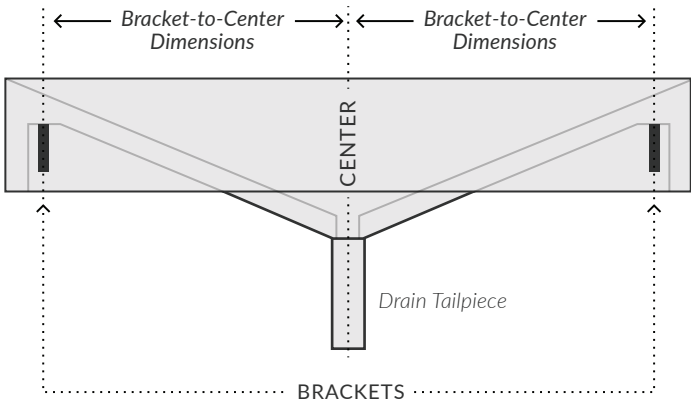 Bracket-to-Center
Dimensions
Bracket-to-Center
Dimensions
CENTER
Drain Tailpiece
BRACKETS